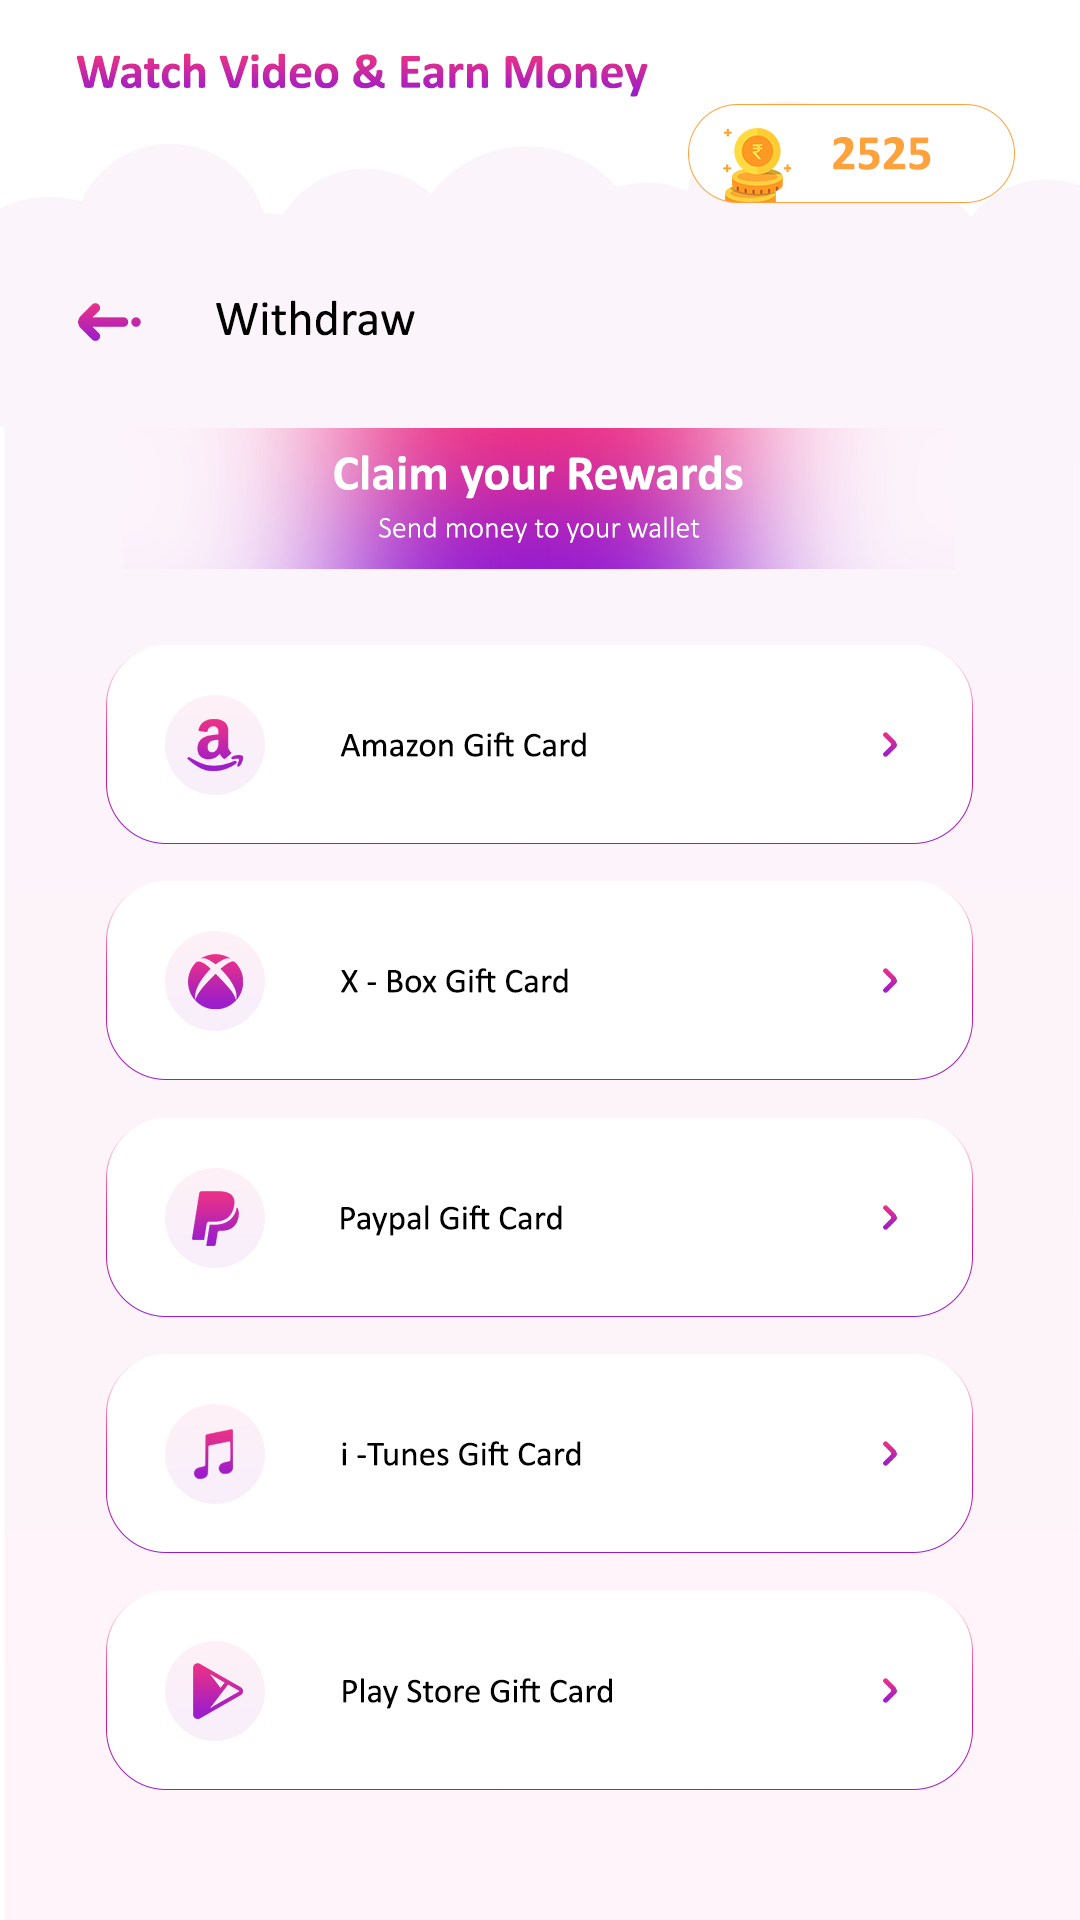 Watch Video & Earn Money
₹
2525
Withdraw
Claim your Rewards
Send money to your wallet
Amazon Gift Card
X - Box Gift Card
Paypal Gift Card
i -Tunes Gift Card
Play Store Gift Card